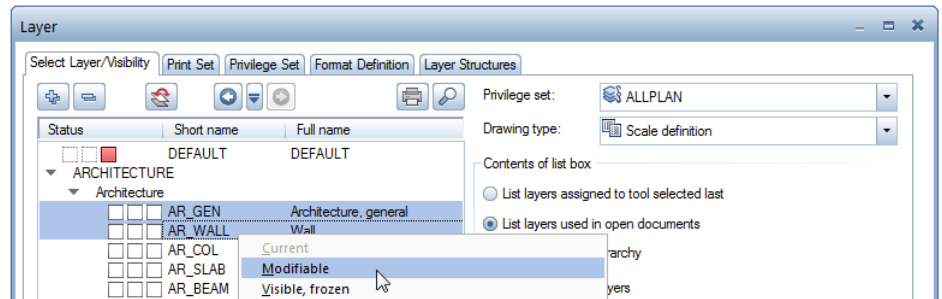 Layer
Select Layer/Visibility Print Set Privilege Set Format Definition Layer Structures
Privilege set: ALLPLAN
Status Short name Full name
Drawing type: Scale definition
DEFAULT DEFAULT
ARCHITECTURE
Contents of list box
Architecture
List layers assigned to tool selected last
AR_GEN Architecture, general
List layers used in open documents
AR_WALL Wall
AR_COL
Current
AR_SLAB
Modifiable
AR_BEAM
Visible, frozen